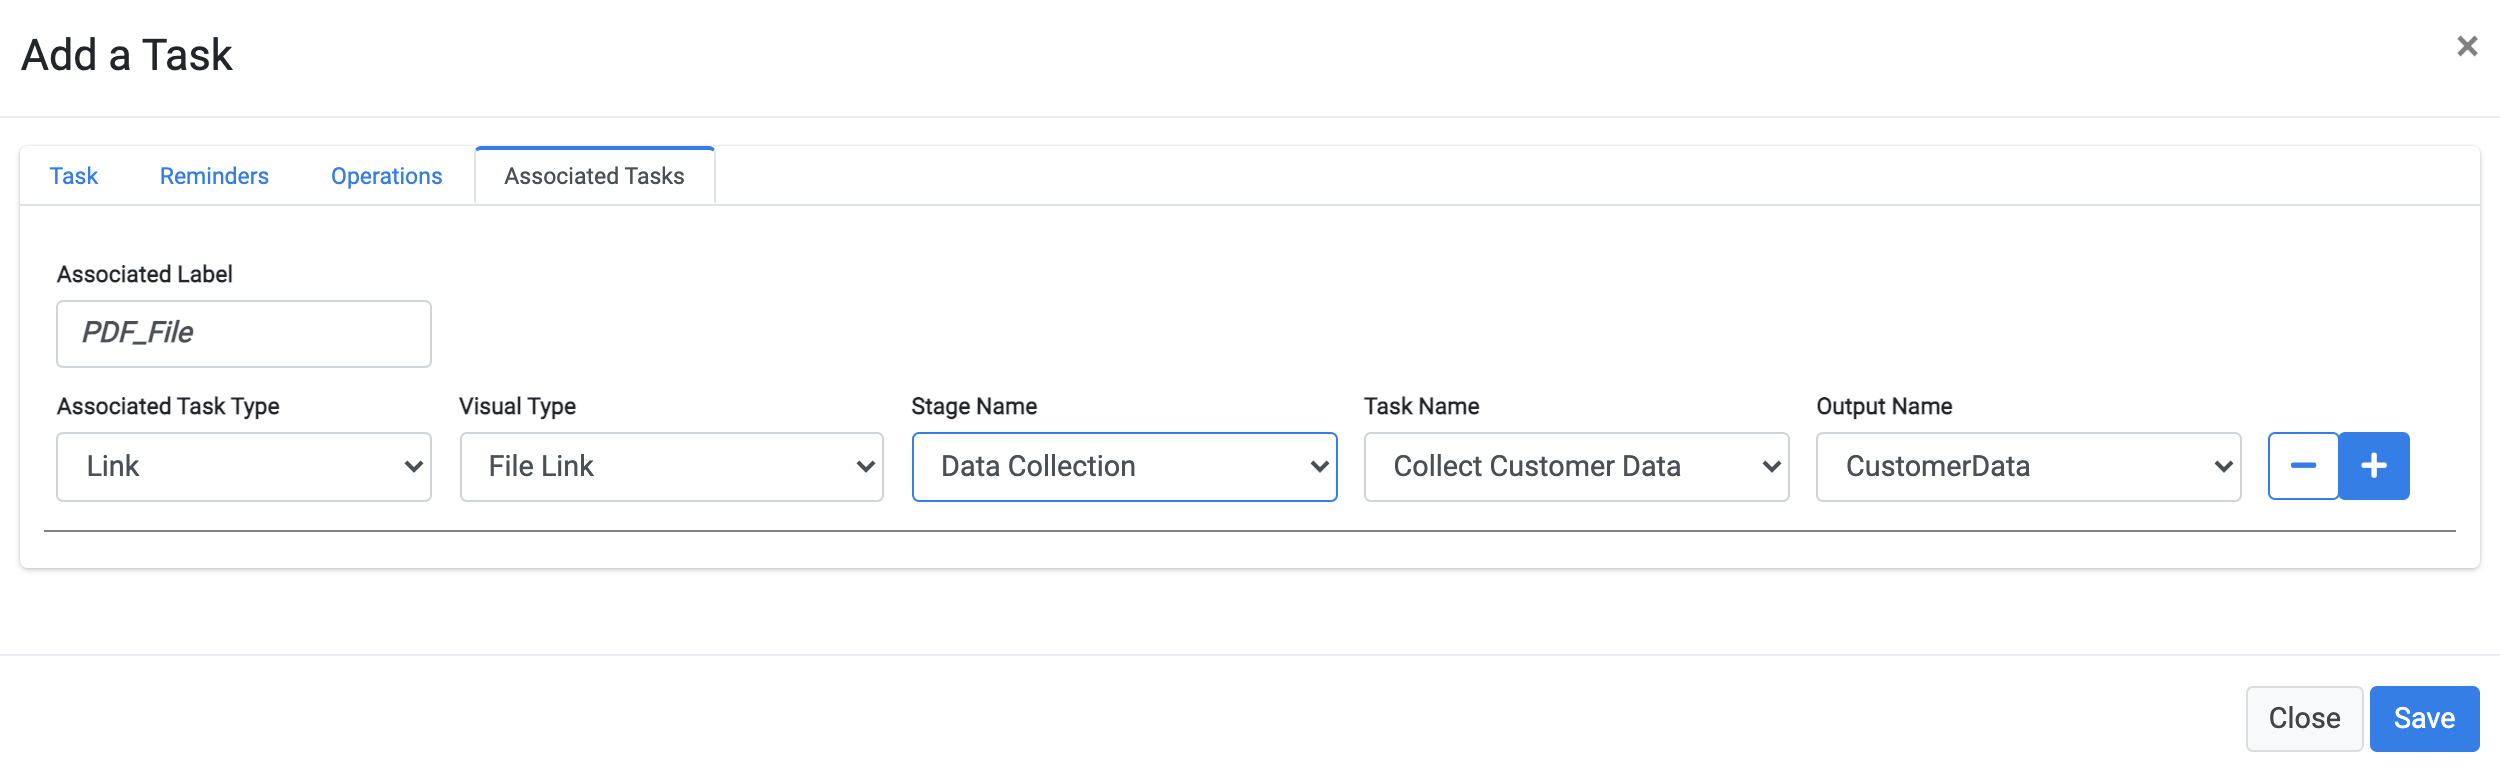 Add a Task
×
Task Reminders Operations Associated Tasks
Associated Label
PDF_File
Associated Task Type Visual Type Stage Name Task Name Output Name
Link File Link Data Collection Collect Customer Data CustomerData
Close Save